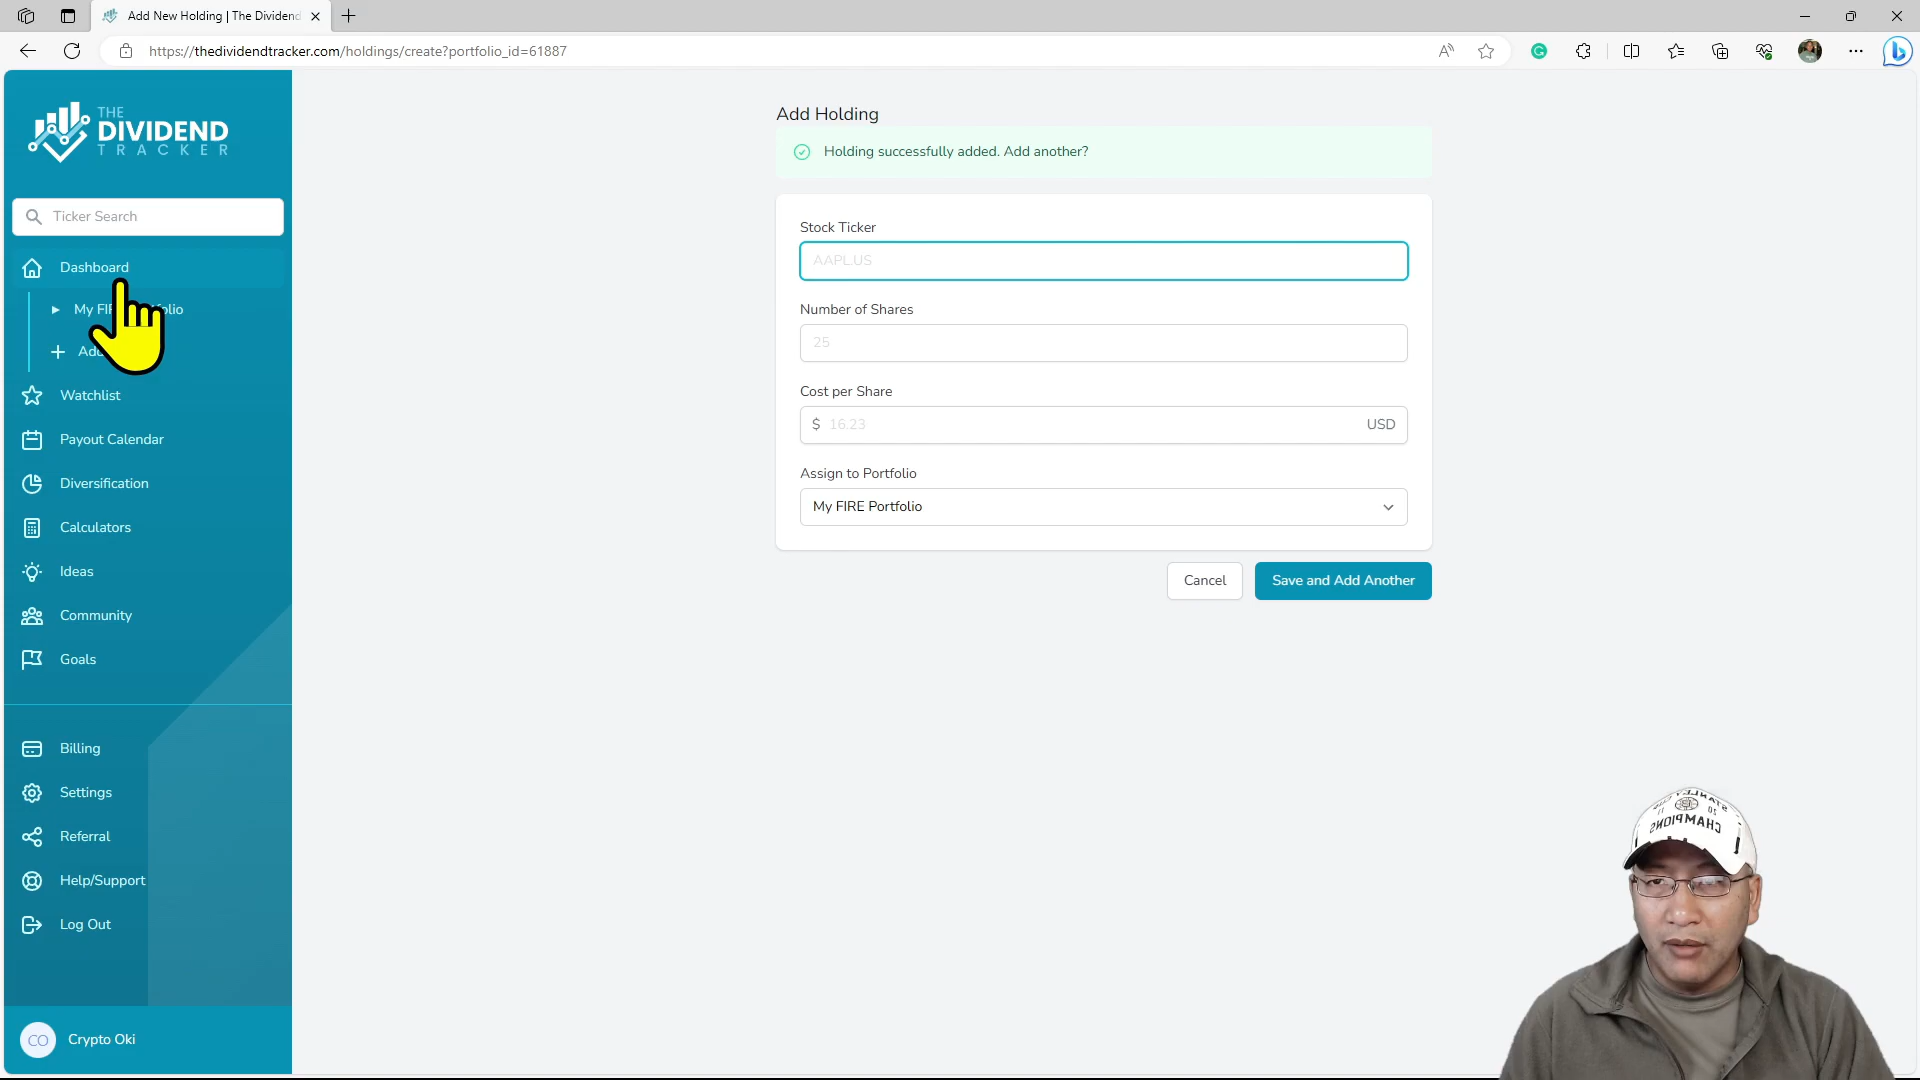 Add New Holding | The Dividend
https://thedividendtracker.com/holdings/create?portfolio_id=61887
THE
DIVIDEND
TRACKER
Ticker Search
Dashboard
Watchlist
Payout Calendar
Diversification
Calculators
Ideas
Community
Goals
Billing
Settings
Referral
Help/Support
Log Out
CO Crypto Oki
Add Holding
Holding successfully added. Add another?
Stock Ticker
AAPL.US
Number of Shares
25
Cost per Share
$ 16.23 USD
Assign to Portfolio
My FIRE Portfolio
Cancel
Save and Add Another
CHAMPIONS